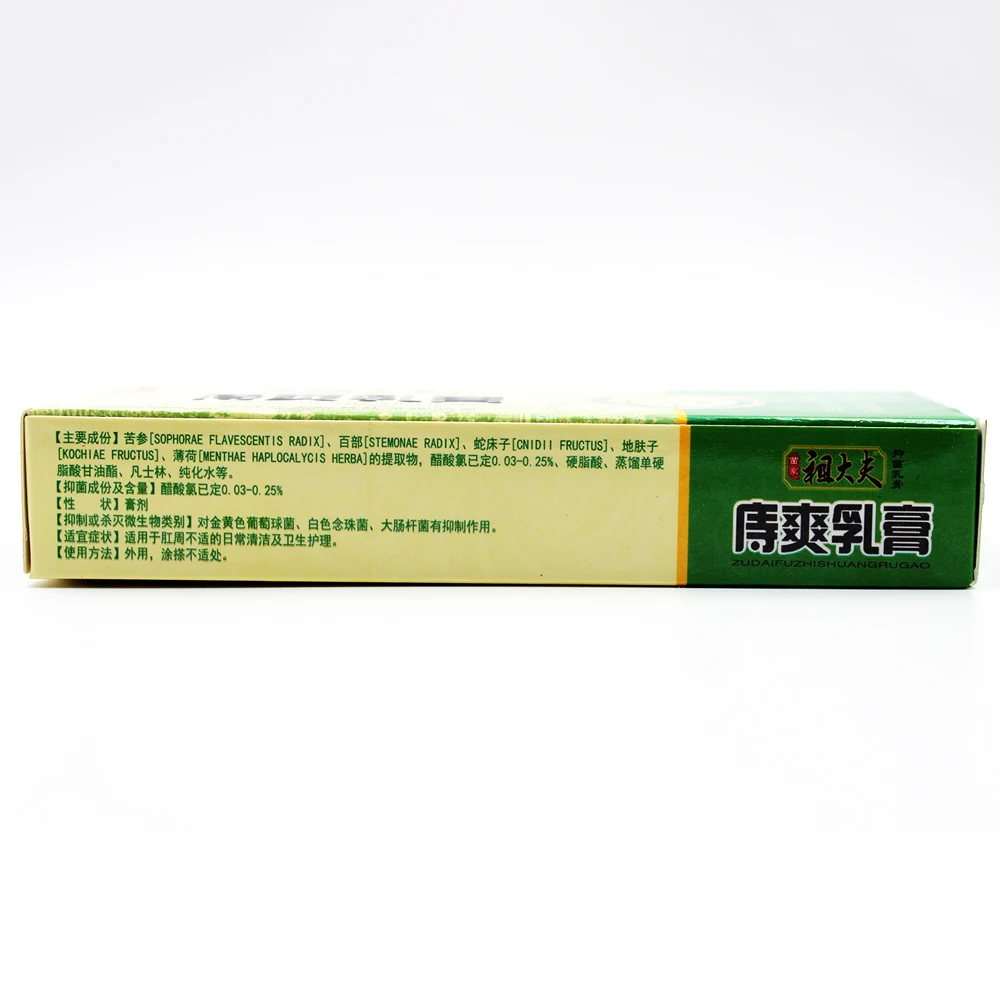 【主要成份】苦参[SOPHORAE FLAVESCENTIS RADIX]、百部[STEMONAE RADIX]、蛇床子[CNIDII FRUCTUS]、地肤子
[KOCHIAE FRUCTUS]、薄荷[MENTHAE HAPLOCALYCIS HERBA]的提取物，醋酸氯已定0.03-0.25%、硬脂酸、蒸馏单硬
脂酸甘油酯、凡士林、纯化水等。
【抑菌成份及含量】醋酸氯已定0.03-0.25%
【性 状】膏剂
【抑制或杀灭微生物类别】对金黄色葡萄球菌、白色念珠菌、大肠杆菌有抑制作用。
【适宜症状】适用于肛周不适的日常清洁及卫生护理。
【使用方法】外用，涂搽不适处。
苗家
祖大夫
抑菌乳膏
痔爽乳膏
ZUDAIFUZHISHUANGRUGAO